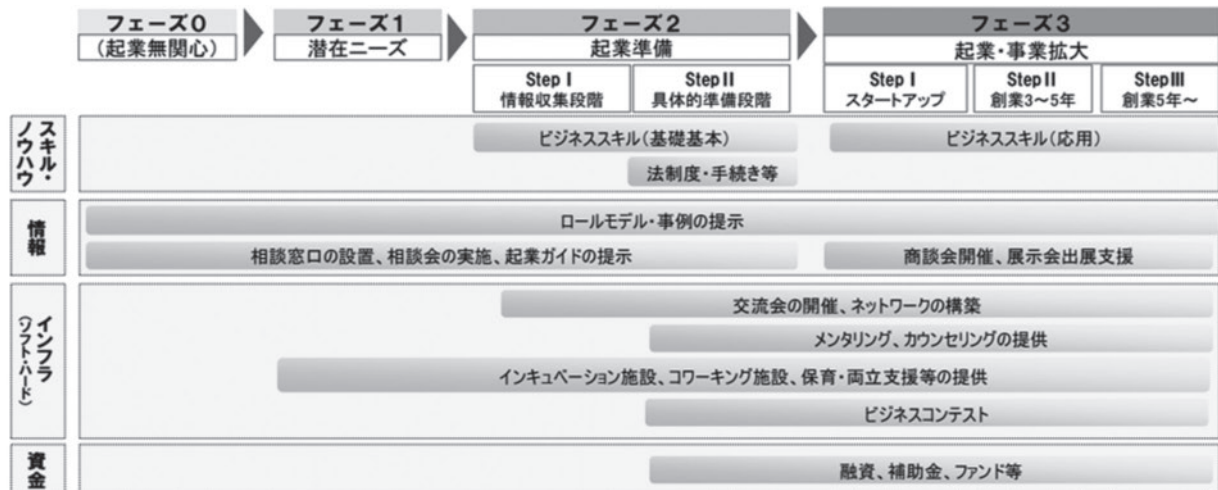 フェーズ0
(起業無関心)
フェーズ1
潜在ニーズ
フェーズ2
起業準備
フェーズ3
起業・事業拡大
Step I
情報収集段階
Step II
具体的準備段階
Step I
スタートアップ
Step II
創業3～5年
Step III
創業5年～
スキル・
ノウハウ
ビジネススキル(基礎基本)
ビジネススキル(応用)
法制度・手続き等
情報
ロールモデル・事例の提示
相談窓口の設置、相談会の実施、起業ガイドの提示
商談会開催、展示会出展支援
インフラ
(ソフト・ハード)
交流会の開催、ネットワークの構築
メンタリング、カウンセリングの提供
インキュベーション施設、コワーキング施設、保育・両立支援等の提供
ビジネスコンテスト
資金
融資、補助金、ファンド等